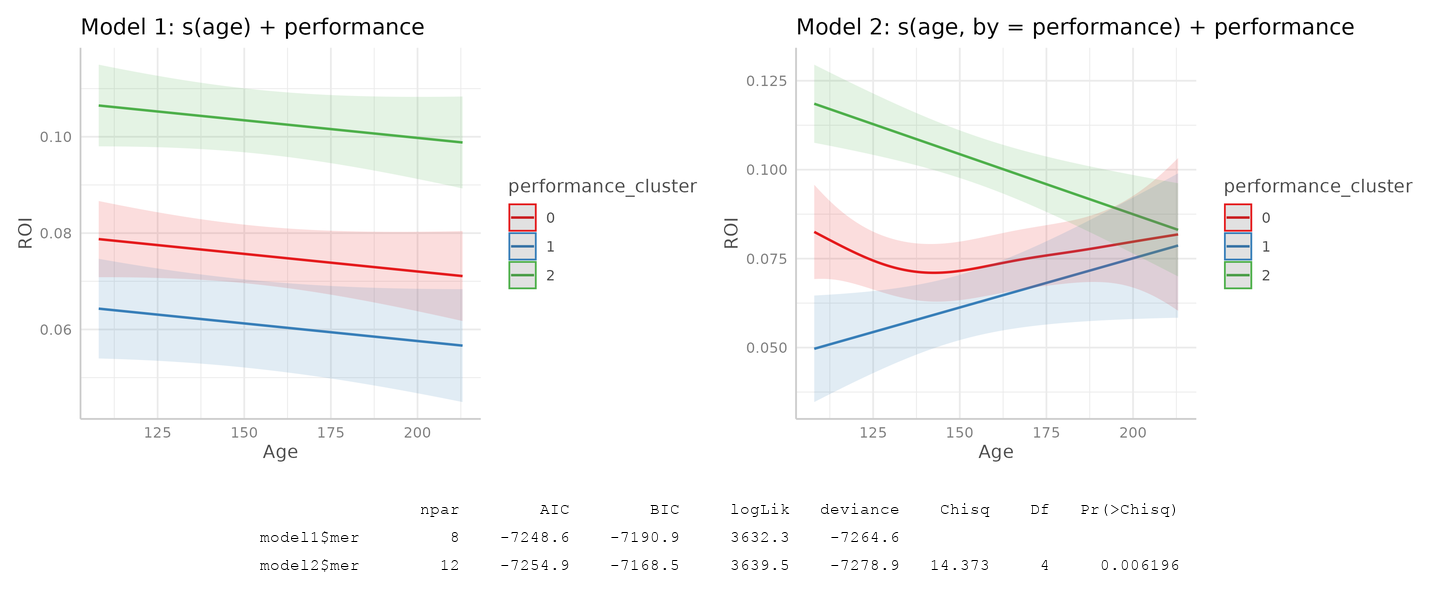 Model 1: s(age) + performance
0.10
0.08
0.06
ROI
125 150 175 200
Age
performance_cluster
0
1
2
Model 2: s(age, by = performance) + performance
0.125
0.100
0.075
0.050
ROI
125 150 175 200
Age
performance_cluster
0
1
2
npar AIC BIC logLik deviance Chisq Df Pr(>Chisq)
model1$mer 8 -7248.6 -7190.9 3632.3 -7264.6
model2$mer 12 -7254.9 -7168.5 3639.5 -7278.9 14.373 4 0.006196